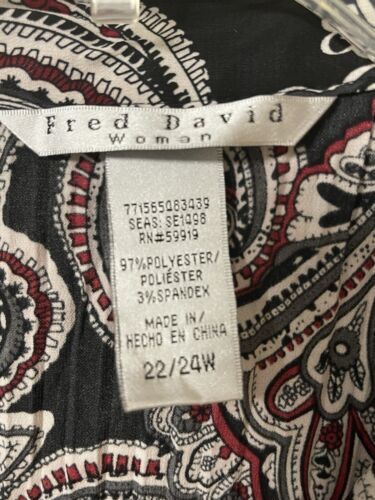 Fred David
Woman
771565083439
SEAS: SE1498
RN#59919
97%POLYESTER/
POLIÉSTER
3%SPANDEX
MADE IN/
HECHO EN CHINA
22/24W